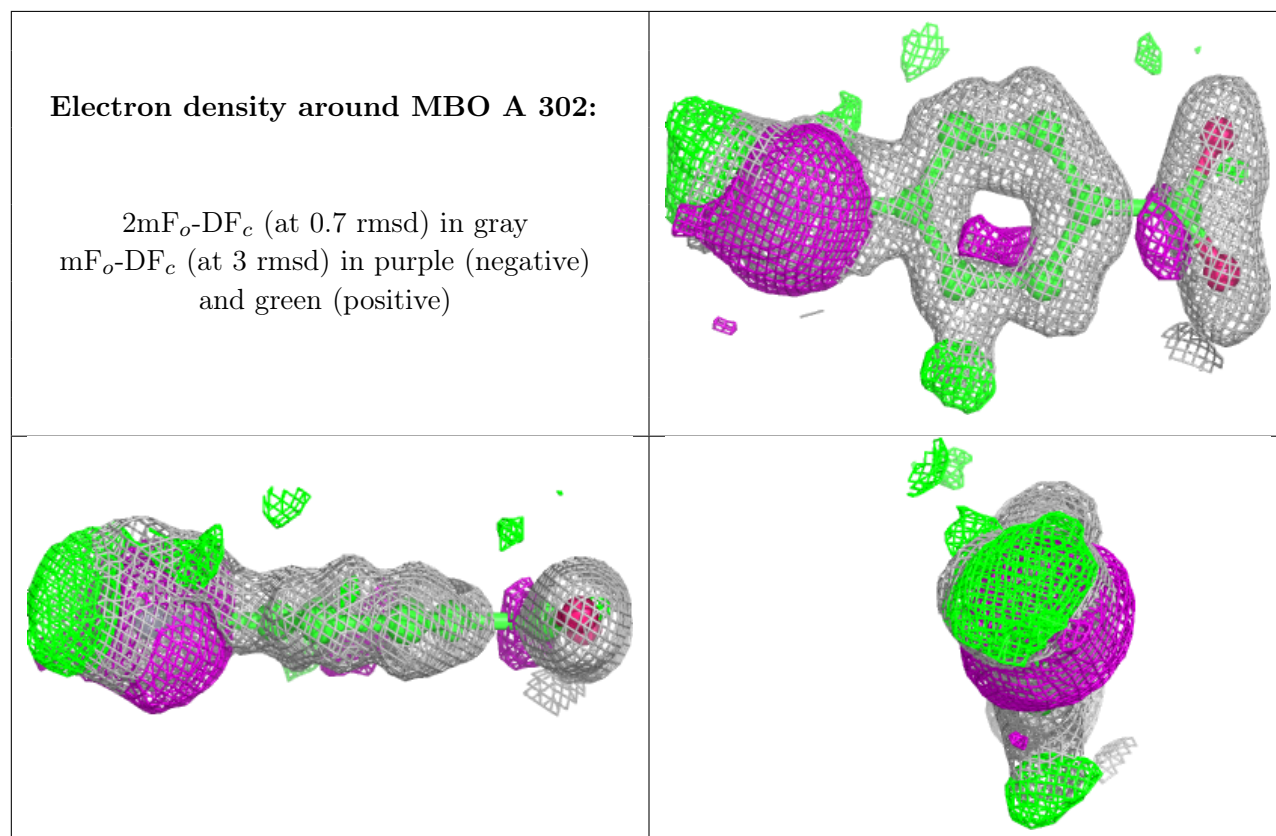 Electron density around MBO A 302:
2mFo-DFc (at 0.7 rmsd) in gray
mFo-DFc (at 3 rmsd) in purple (negative)
and green (positive)